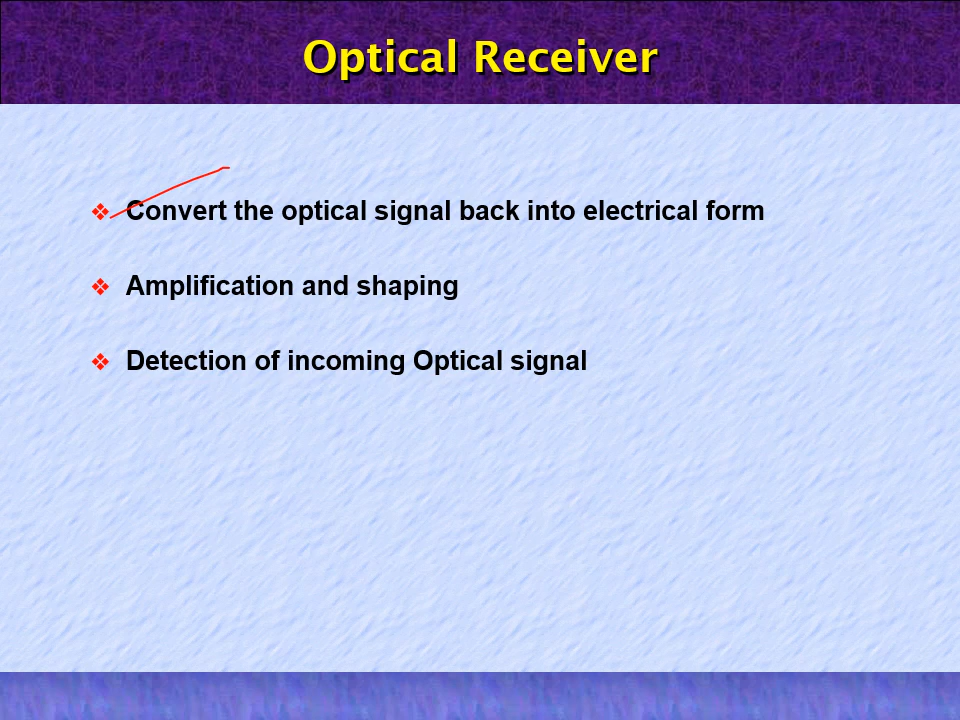 Optical Receiver
Convert the optical signal back into electrical form
Amplification and shaping
Detection of incoming Optical signal